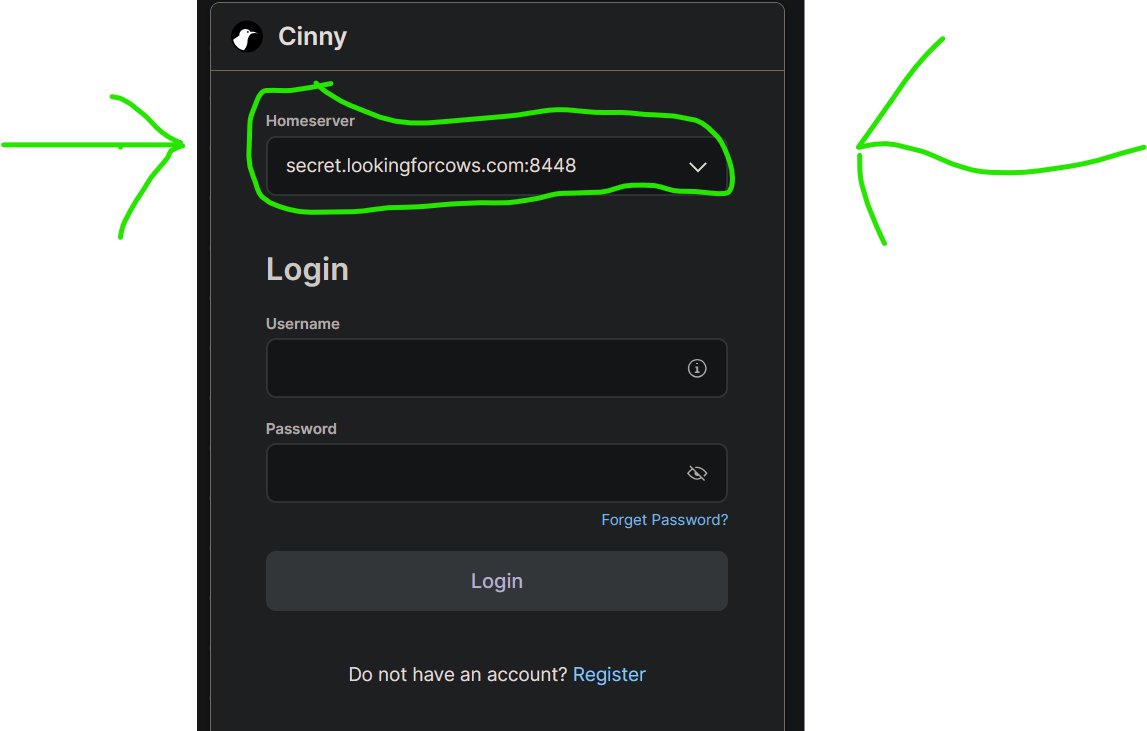 Cinny
Homeserver
secret.lookingforcows.com:8448
Login
Username
Password
Forget Password?
Login
Do not have an account? Register